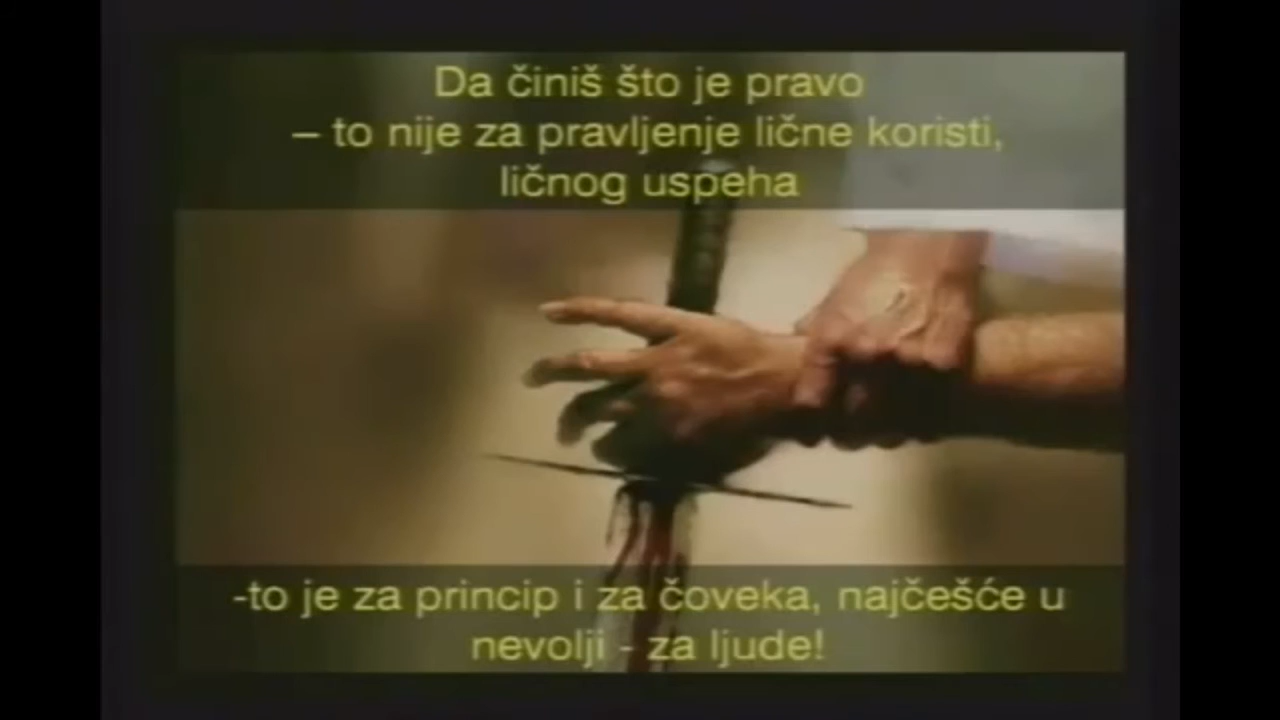 Da činiš što je pravo
– to nije za pravljenje lične koristi,
ličnog uspeha
-to je za princip i za čoveka, najčešće u
nevolji - za ljude!